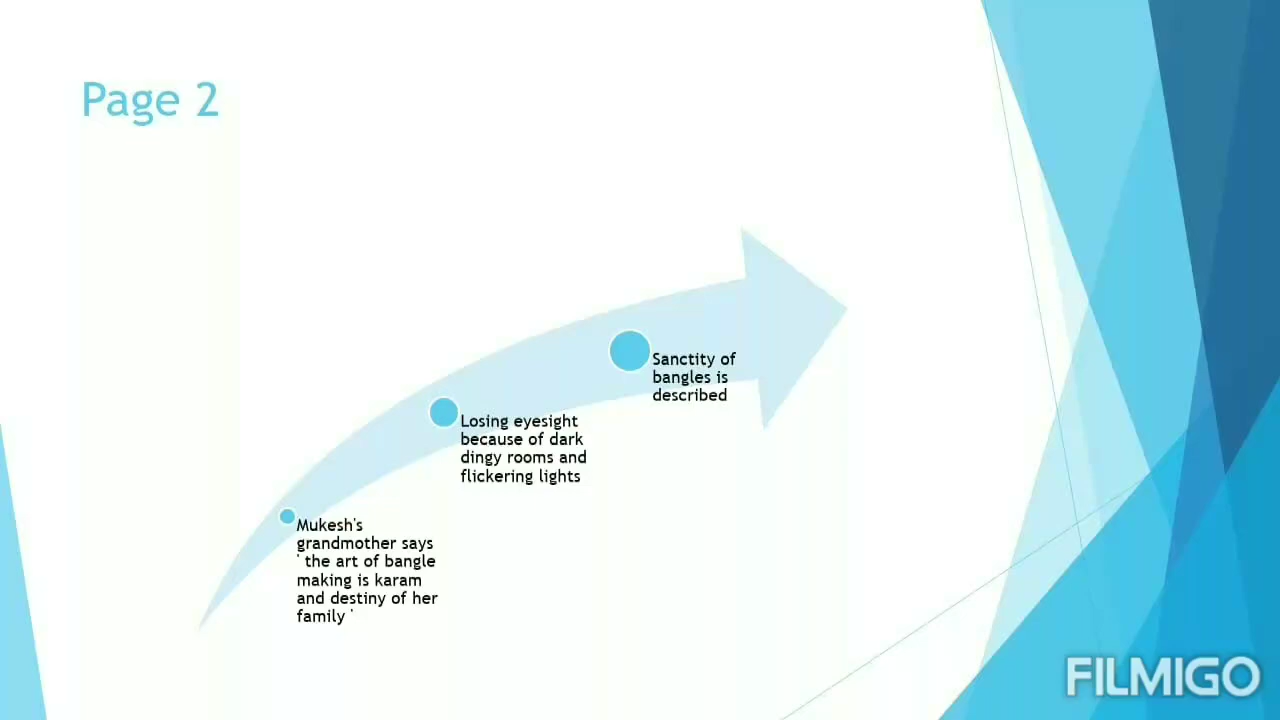 Page 2
Sanctity of
bangles is
described
Losing eyesight
because of dark
dingy rooms and
flickering lights
Mukesh's
grandmother says
' the art of bangle
making is karam
and destiny of her
family '
FILMIGO